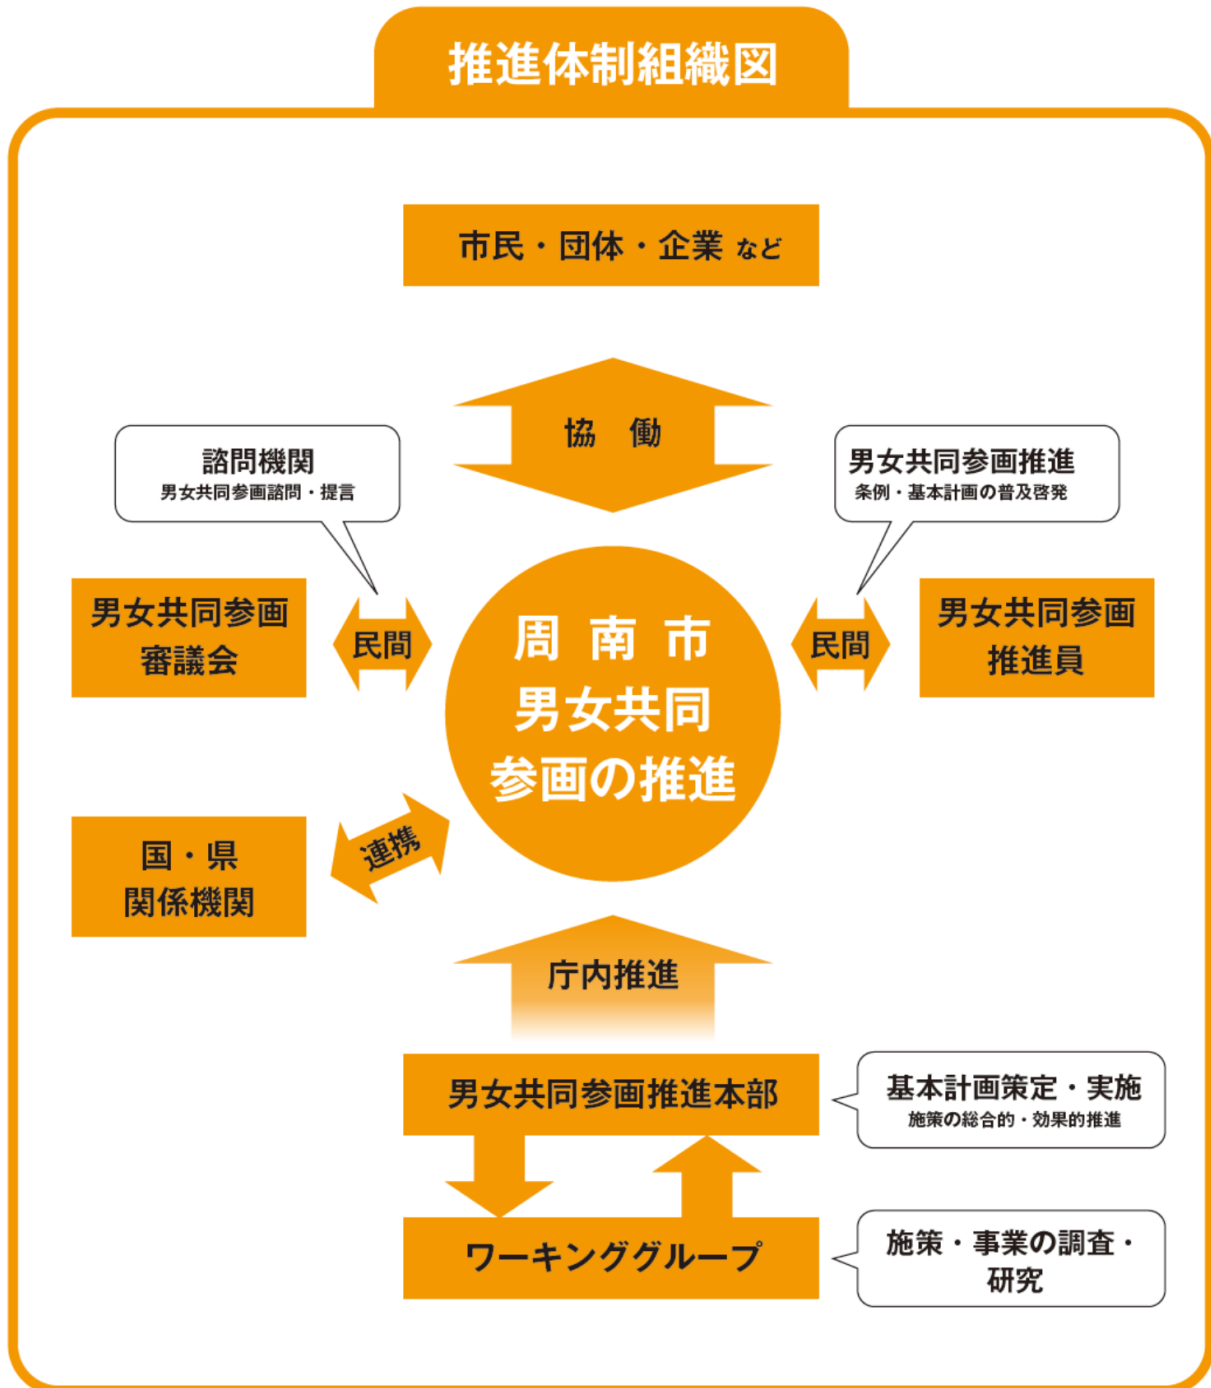 推進体制組織図
市民・団体・企業 など
協 働
諮問機関
男女共同参画諮問・提言
男女共同参画推進
条例・基本計画の普及啓発
男女共同参画
審議会
民間
周 南 市
男女共同
参画の推進
民間
男女共同参画
推進員
国・県
関係機関
連携
庁内推進
男女共同参画推進本部
基本計画策定・実施
施策の総合的・効果的推進
ワーキンググループ
施策・事業の調査・
研究